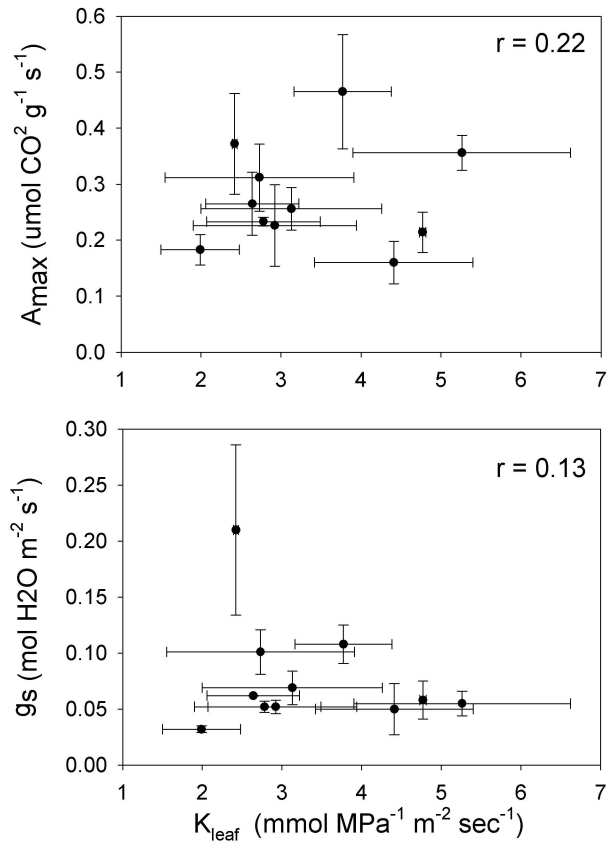 0.6
r = 0.22
0.5
0.4
0.3
0.2
0.1
0.0
Amax (umol CO² g⁻¹ s⁻¹)
1 2 3 4 5 6 7
0.30
r = 0.13
0.25
0.20
0.15
0.10
0.05
0.00
gs (mol H2O m⁻² s⁻¹)
1 2 3 4 5 6 7
Kleaf (mmol MPa⁻¹ m⁻² sec⁻¹)